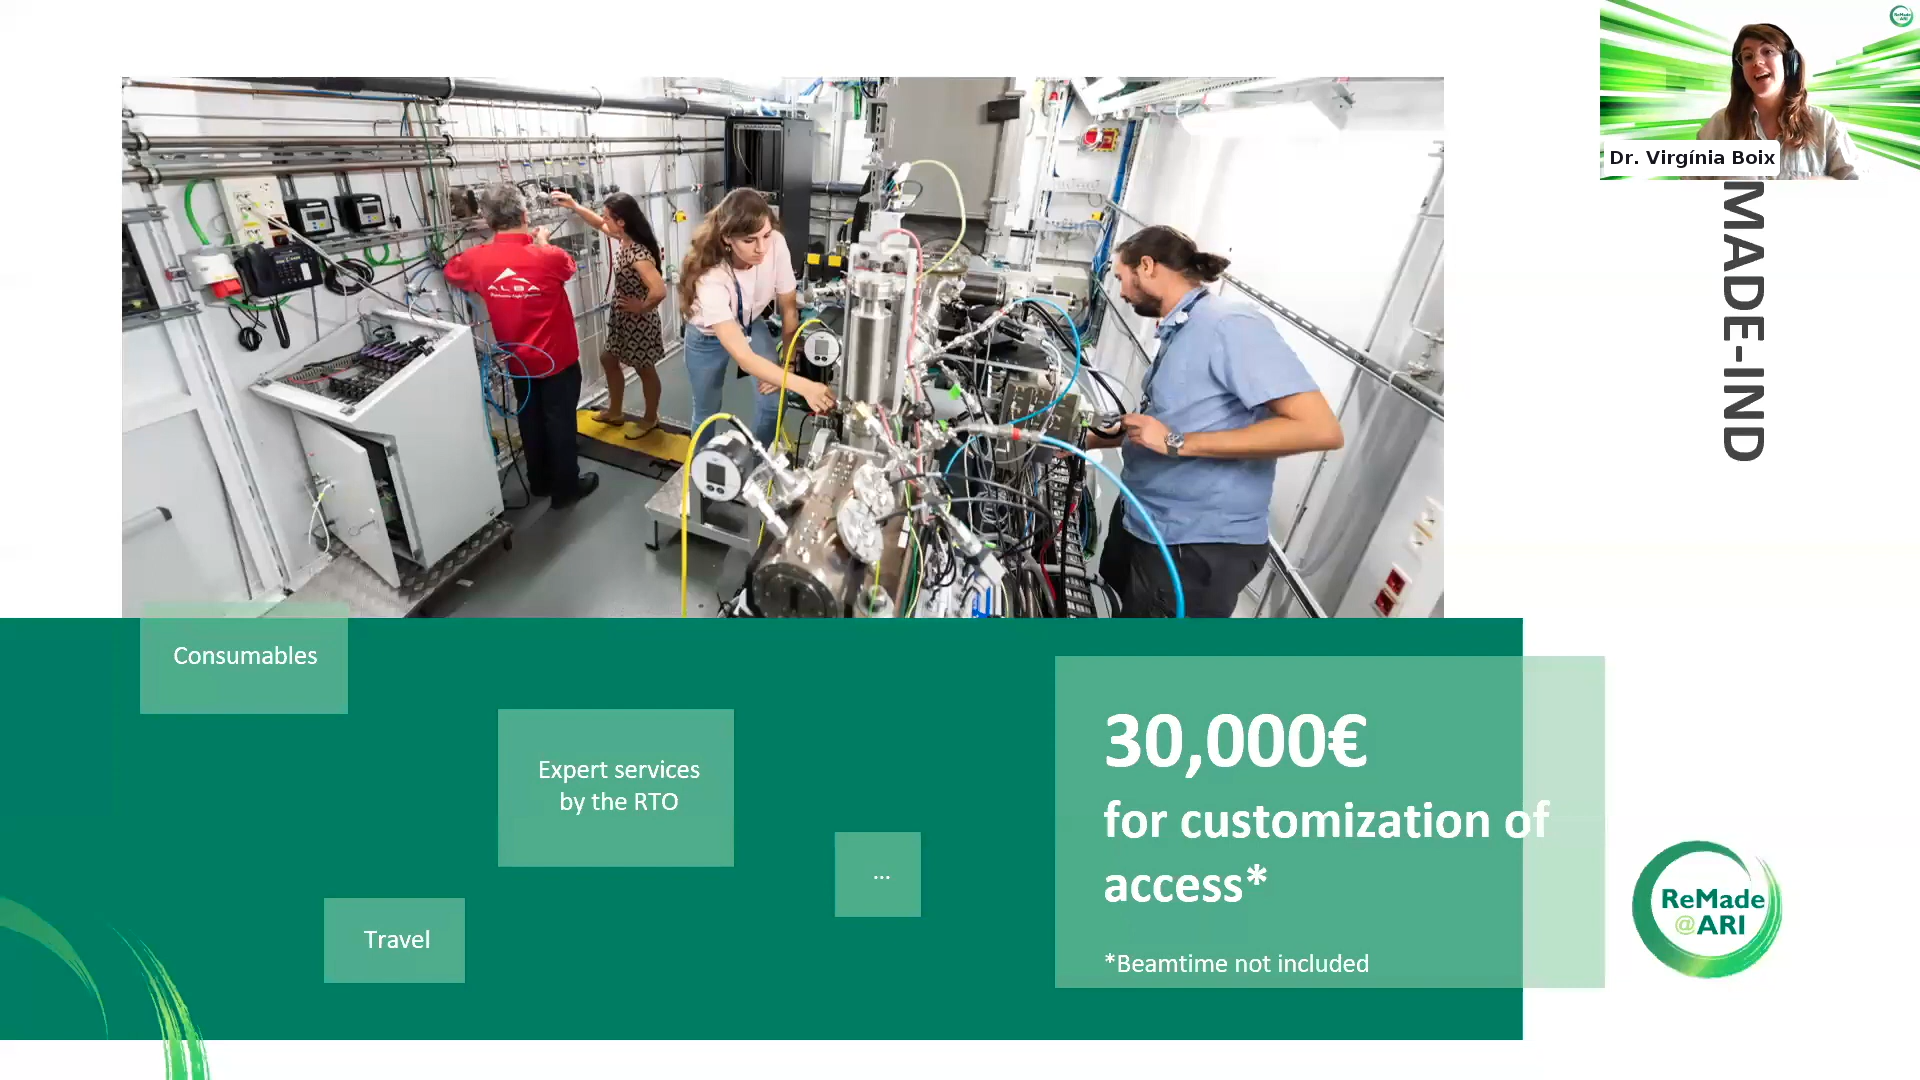 Dr. Virgínia Boix
MADE-IND
ALBA
Consumables
Expert services
by the RTO
...
Travel
30,000€
for customization of
access*
*Beamtime not included
ReMade
@ARI